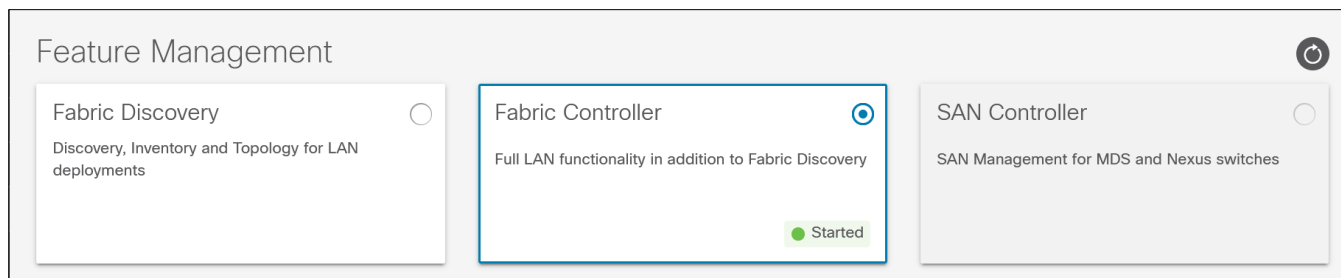 Feature Management
Fabric Discovery
Discovery, Inventory and Topology for LAN
deployments
Fabric Controller
Full LAN functionality in addition to Fabric Discovery
Started
SAN Controller
SAN Management for MDS and Nexus switches